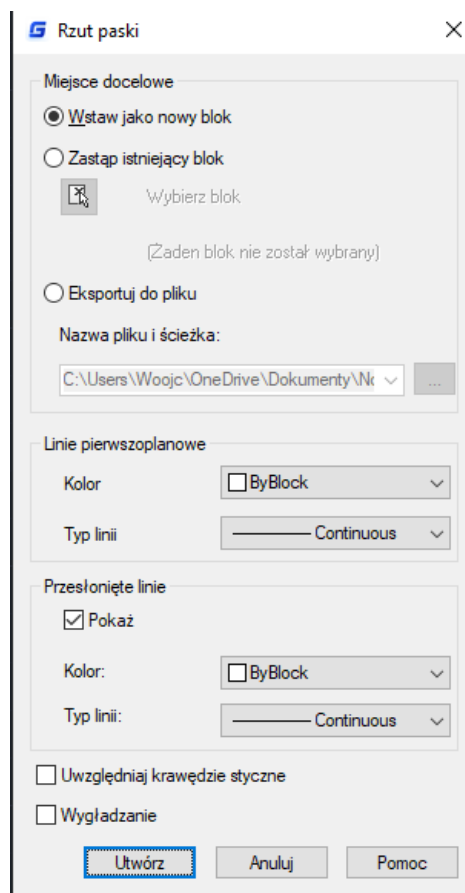 Rzut paski
Miejsce docelowe
Wstaw jako nowy blok
Zastąp istniejący blok
Wybierz blok
(Żaden blok nie został wybrany)
Eksportuj do pliku
Nazwa pliku i ścieżka:
C:\Users\Woojc\OneDrive\Dokumenty\No
...
Linie pierwszoplanowe
Kolor ByBlock
Typ linii Continuous
Przesłonięte linie
Pokaż
Kolor: ByBlock
Typ linii: Continuous
Uwzględniaj krawędzie styczne
Wygładzanie
Utwórz Anuluj Pomoc